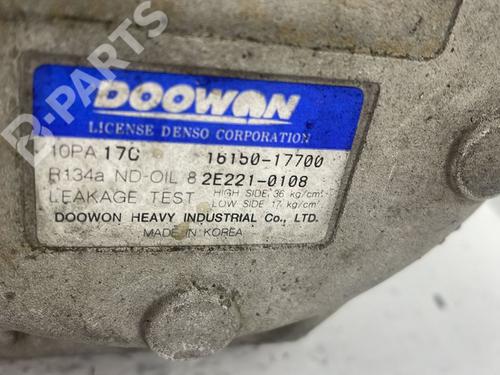 B-PARTS
DOOWON
LICENSE DENSO CORPORATION
10PA 17C 16150-17700
R134a ND-OIL 8 2E221-0108
LEAKAGE TEST HIGH SIDE: 36 kg/cm²
LOW SIDE: 17 kg/cm²
DOOWON HEAVY INDUSTRIAL Co., LTD.
MADE IN KOREA